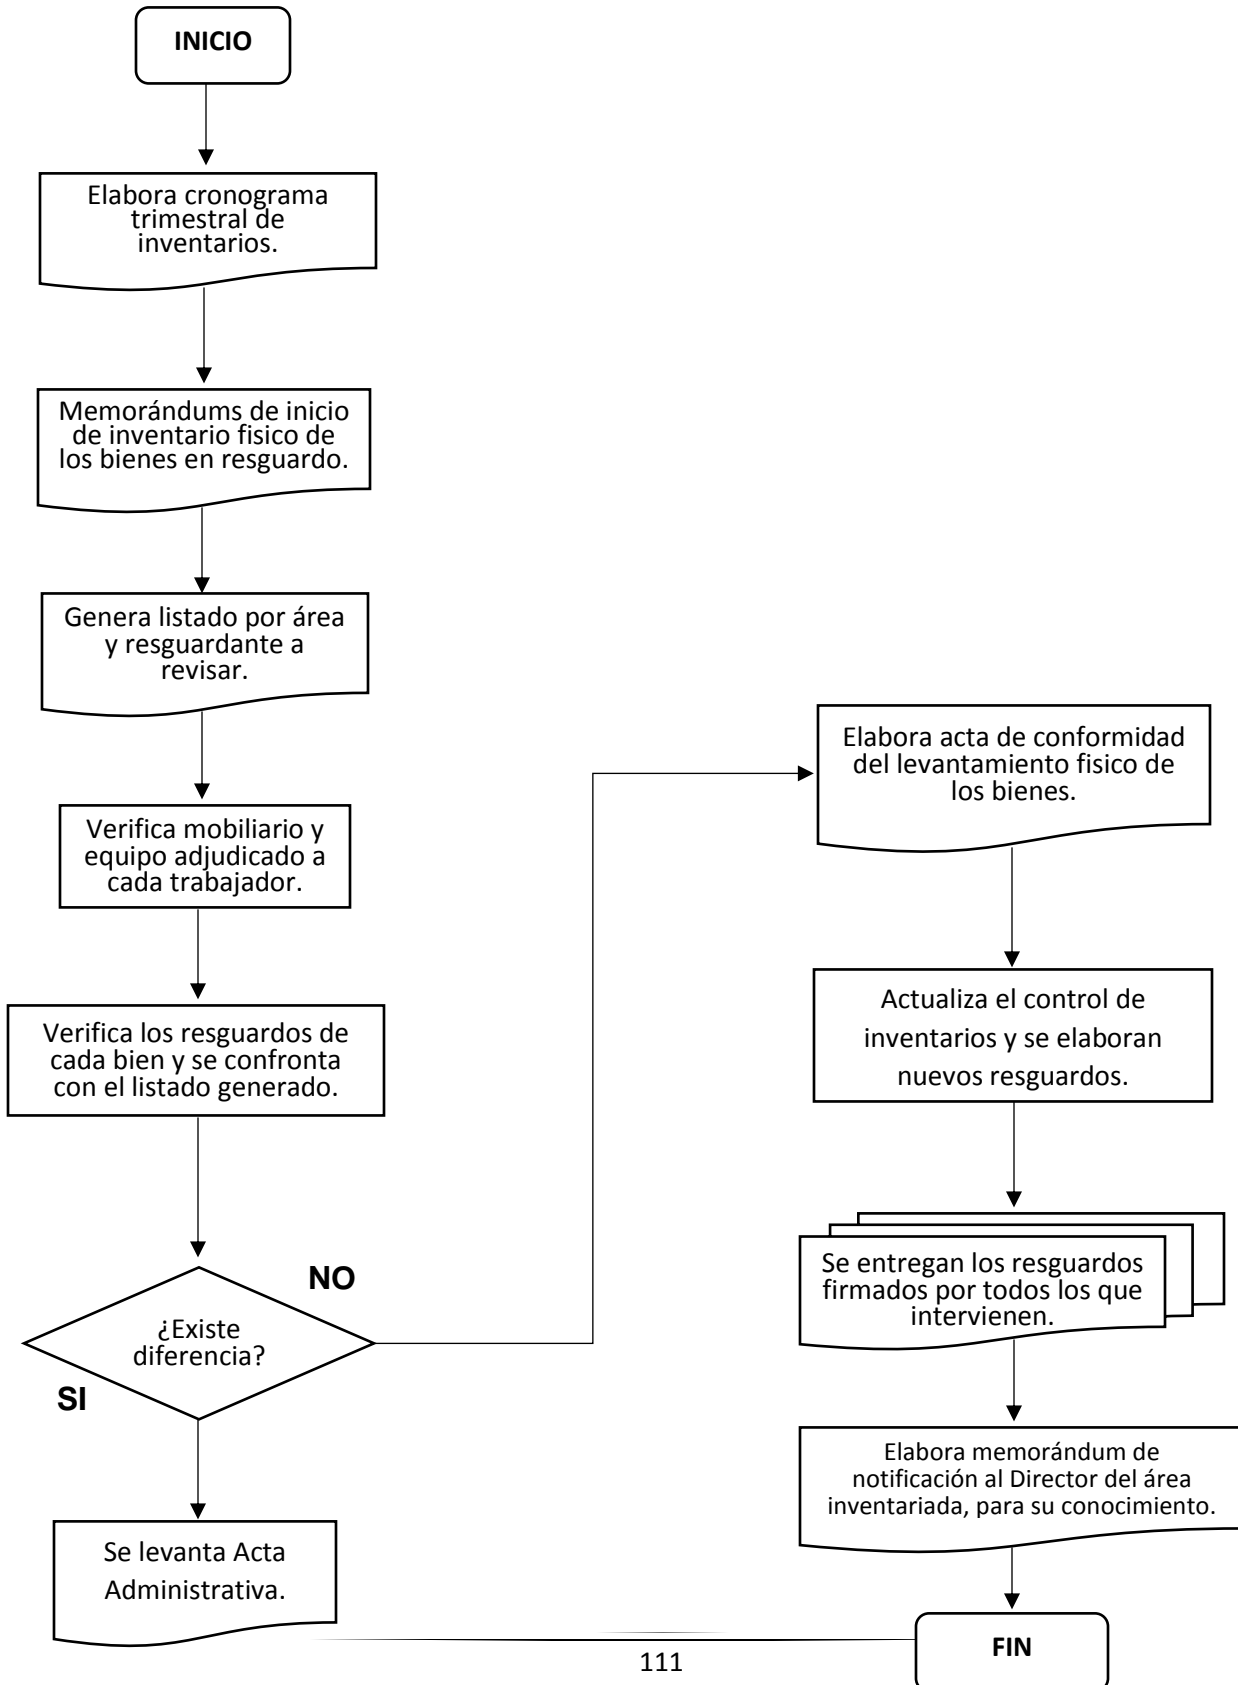 INICIO
Elabora cronograma
trimestral de
inventarios.
Memorándums de inicio
de inventario fisico de
los bienes en resguardo.
Genera listado por área
y resguardante a
revisar.
Verifica mobiliario y
equipo adjudicado a
cada trabajador.
Verifica los resguardos de
cada bien y se confronta
con el listado generado.
¿Existe
diferencia?
NO
SI
Se levanta Acta
Administrativa.
Elabora acta de conformidad
del levantamiento fisico de
los bienes.
Actualiza el control de
inventarios y se elaboran
nuevos resguardos.
Se entregan los resguardos
firmados por todos los que
intervienen.
Elabora memorándum de
notificación al Director del área
inventariada, para su conocimiento.
FIN
111